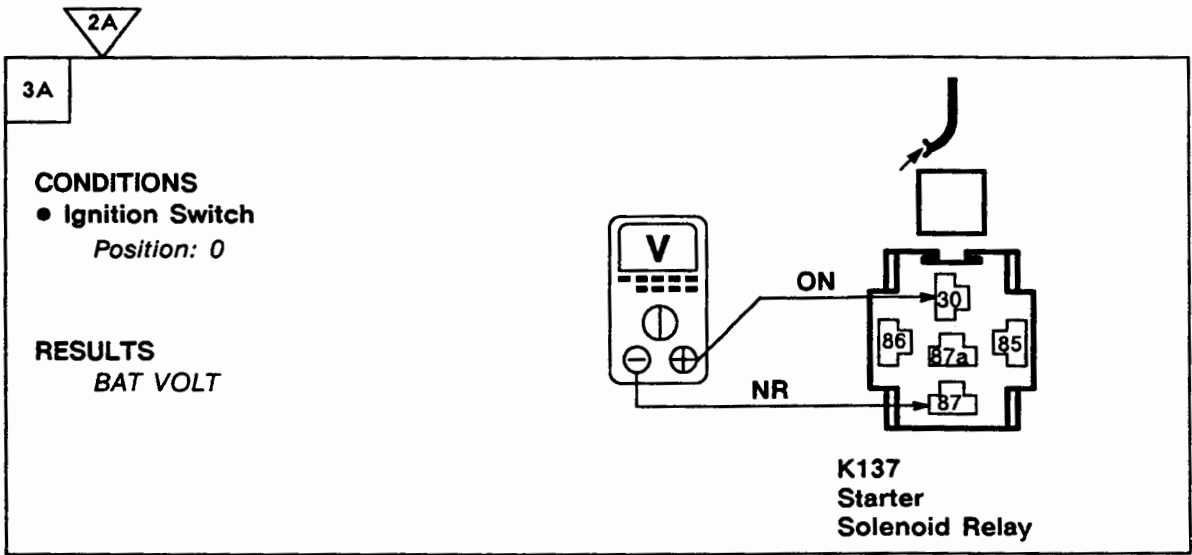 2A
3A
CONDITIONS
● Ignition Switch
Position: 0
RESULTS
BAT VOLT
V
ON
NR
30
86
87a
85
87
K137
Starter
Solenoid Relay